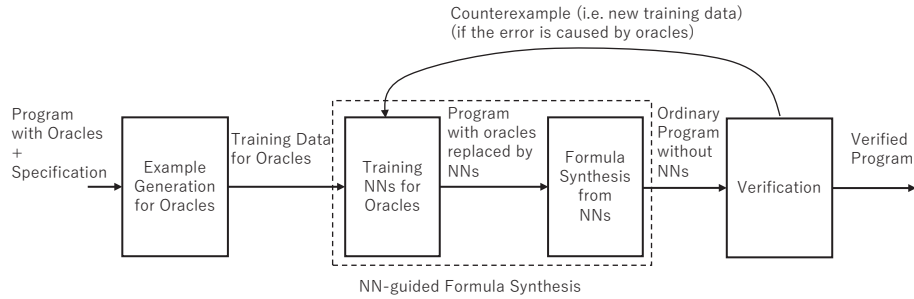 Counterexample (i.e. new training data)
(if the error is caused by oracles)
Program
with Oracles
+
Specification
Example
Generation
for Oracles
Training Data
for Oracles
Training
NNs for
Oracles
Program
with oracles
replaced by
NNs
Formula
Synthesis
from
NNs
Ordinary
Program
without
NNs
Verification
Verified
Program
NN-guided Formula Synthesis